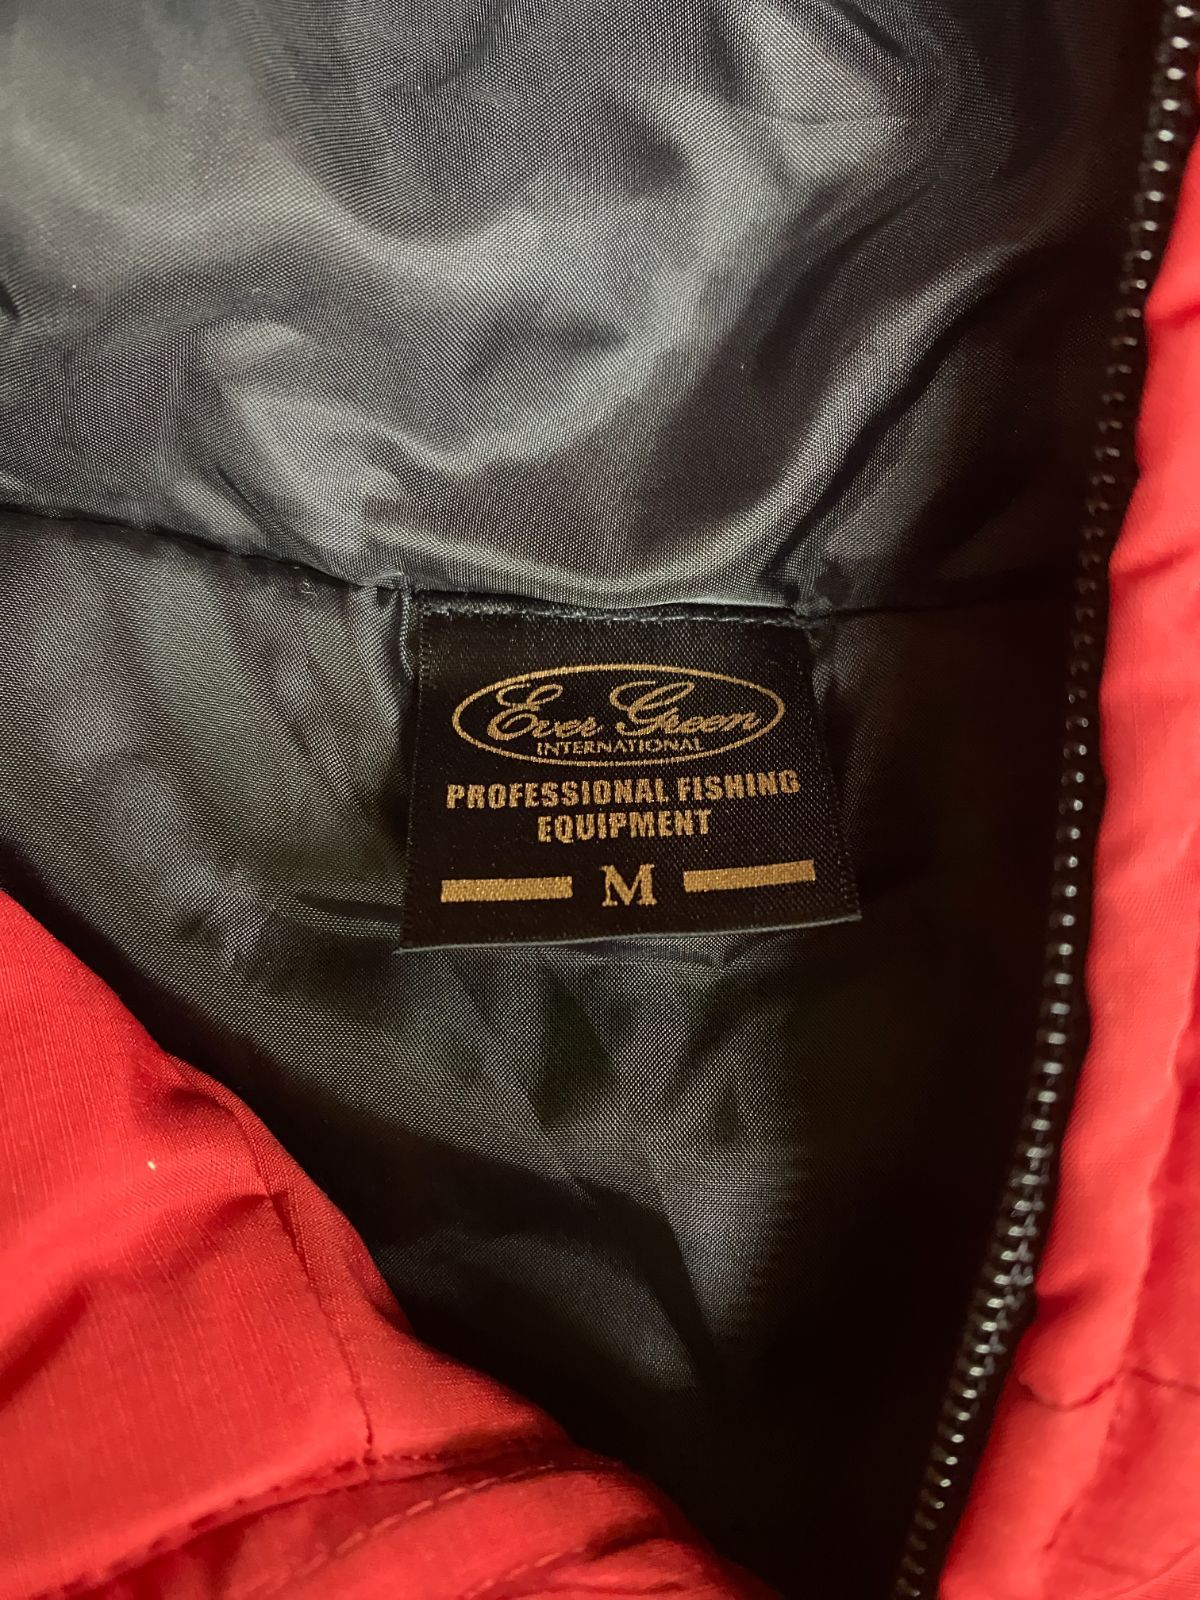 Ever Green
INTERNATIONAL
PROFESSIONAL FISHING
EQUIPMENT
M